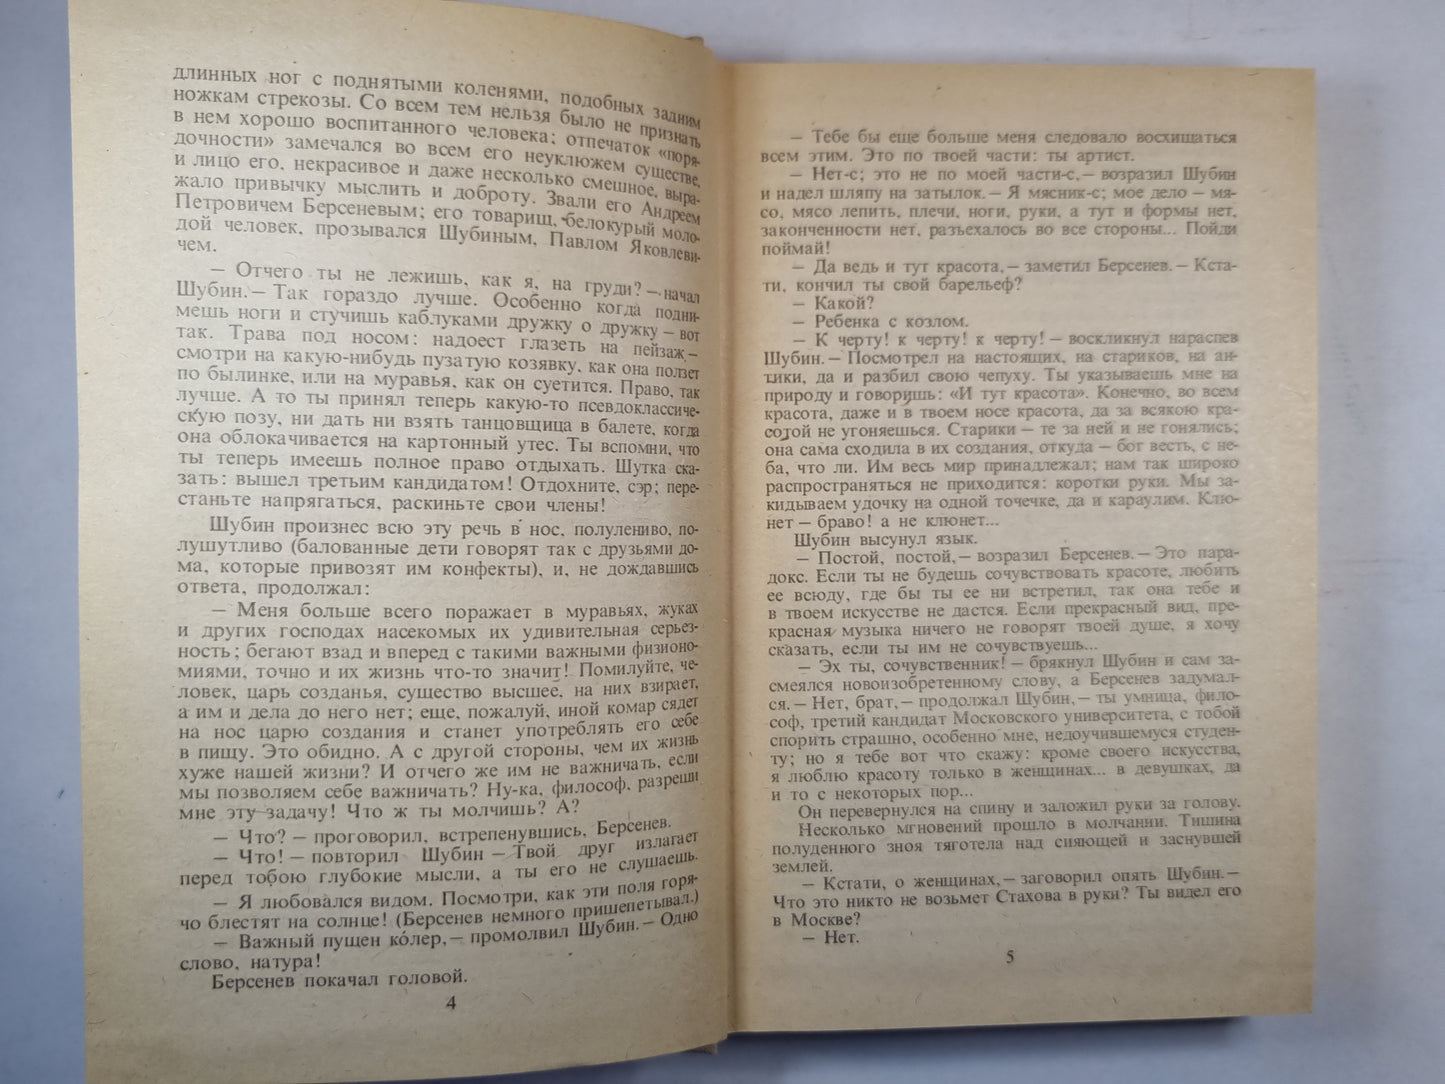 длинных ног с поднятыми коленями, подобных задним
ножкам стрекозы. Со всем тем нельзя было не признать
в нем хорошо воспитанного человека; отпечаток «поря-
дочности» замечался во всем его неуклюжем существе,
и лицо его, некрасивое и даже несколько смешное, выра-
жало привычку мыслить и доброту. Звали его Андреем
Петровичем Берсеневым; его товарищ, белокурый моло-
дой человек, прозывался Шубиным, Павлом Яковлеви-
чем.
— Отчего ты не лежишь, как я, на груди? — начал
Шубин. — Так гораздо лучше. Особенно когда подни-
мешь ноги и стучишь каблуками дружку о дружку — вот
так. Трава под носом: надоест глазеть на пейзаж —
смотри на какую-нибудь пузатую козявку, как она ползет
по былинке, или на муравья, как он суетится. Право, так
лучше. А то ты принял теперь какую-то псевдоклассиче-
скую позу, ни дать ни взять танцовщица в балете, когда
она облокачивается на картонный утес. Ты вспомни, что
ты теперь имеешь полное право отдыхать. Шутка ска-
зать: вышел третьим кандидатом! Отдохните, сэр; пере-
станьте напрягаться, раскиньте свои члены!
Шубин произнес всю эту речь в нос, полулениво, по-
лушутливо (балованные дети говорят так с друзьями до-
ма, которые привозят им конфекты), и, не дождавшись
ответа, продолжал:
— Меня больше всего поражает в муравьях, жуках
и других господах насекомых их удивительная серьез-
ность; бегают взад и вперед с такими важными физионо-
миями, точно и их жизнь что-то значит! Помилуйте, че-
ловек, царь созданья, существо высшее, на них взирает,
а им и дела до него нет; еще, пожалуй, иной комар сядет
на нос царю создания и станет употреблять его себе
в пищу. Это обидно. А с другой стороны, чем их жизнь
хуже нашей жизни? И отчего же им не важничать, если
мы позволяем себе важничать? Ну-ка, философ, разреши
мне эту задачу! Что ж ты молчишь? А?
— Что? — проговорил, встрепенувшись, Берсенев.
— Что! — повторил Шубин — Твой друг излагает
перед тобою глубокие мысли, а ты его не слушаешь.
— Я любовался видом. Посмотри, как эти поля горя-
чо блестят на солнце! (Берсенев немного пришепетывал.)
— Важный пущен ко́лер, — промолвил Шубин. — Одно
слово, натура!
Берсенев покачал головой.
4
— Тебе бы еще больше меня следовало восхищаться
всем этим. Это по твоей части: ты артист.
— Нет-с; это не по моей части-с, — возразил Шубин
и надел шляпу на затылок. — Я мясник-с; мое дело — мя-
со, мясо лепить, плечи, ноги, руки, а тут и формы нет,
законченности нет, разъехалось во все стороны... Пойди
поймай!
— Да ведь и тут красота, — заметил Берсенев. — Кста-
ти, кончил ты свой барельеф?
— Какой?
— Ребенка с козлом.
— К черту! к черту! к черту! — воскликнул нараспев
Шубин. — Посмотрел на настоящих, на стариков, на ан-
тики, да и разбил свою чепуху. Ты указываешь мне на
природу и говоришь: «И тут красота». Конечно, во всем
красота, даже и в твоем носе красота, да за всякою кра-
сотой не угоняешься. Старики — те за ней и не гонялись;
она сама сходила в их создания, откуда — бог весть, с не-
ба, что ли. Им весь мир принадлежал; нам так широко
распространяться не приходится: коротки руки. Мы за-
кидываем удочку на одной точечке, да и караулим. Клю-
нет — браво! а не клюнет...
Шубин высунул язык.
— Постой, постой, — возразил Берсенев. — Это пара-
докс. Если ты не будешь сочувствовать красоте, любить
ее всюду, где бы ты ее ни встретил, так она тебе и
в твоем искусстве не дастся. Если прекрасный вид, пре-
красная музыка ничего не говорят твоей душе, я хочу
сказать, если ты им не сочувствуешь...
— Эх ты, сочувственник! — брякнул Шубин и сам за-
смеялся новоизобретенному слову, а Берсенев задумал-
ся. — Нет, брат, — продолжал Шубин, — ты умница, фило-
соф, третий кандидат Московского университета, с тобой
спорить страшно, особенно мне, недоучившемуся студен-
ту; но я тебе вот что скажу: кроме своего искусства,
я люблю красоту только в женщинах... в девушках, да
и то с некоторых пор...
Он перевернулся на спину и заложил руки за голову.
Несколько мгновений прошло в молчании. Тишина
полуденного зноя тяготела над сияющей и заснувшей
землей.
— Кстати, о женщинах, — заговорил опять Шубин. —
Что это никто не возьмет Стахова в руки? Ты видел его
в Москве?
— Нет.
5